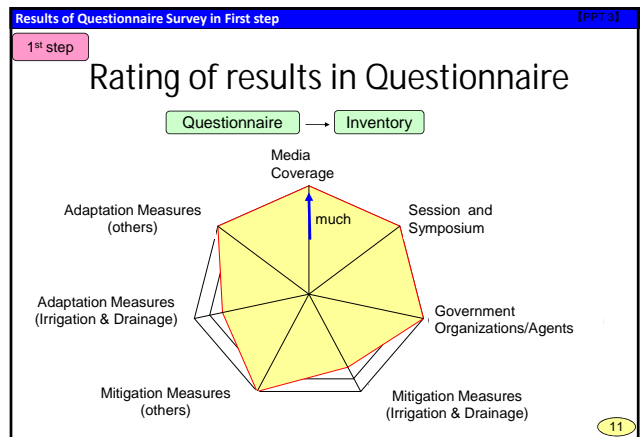 Results of Questionnaire Survey in First step
【PPT 3】
1st step
Rating of results in Questionnaire
Questionnaire
Inventory
Media
Coverage
much
Adaptation Measures
(others)
Session and
Symposium
Adaptation Measures
(Irrigation & Drainage)
Government
Organizations/Agents
Mitigation Measures
(others)
Mitigation Measures
(Irrigation & Drainage)
11